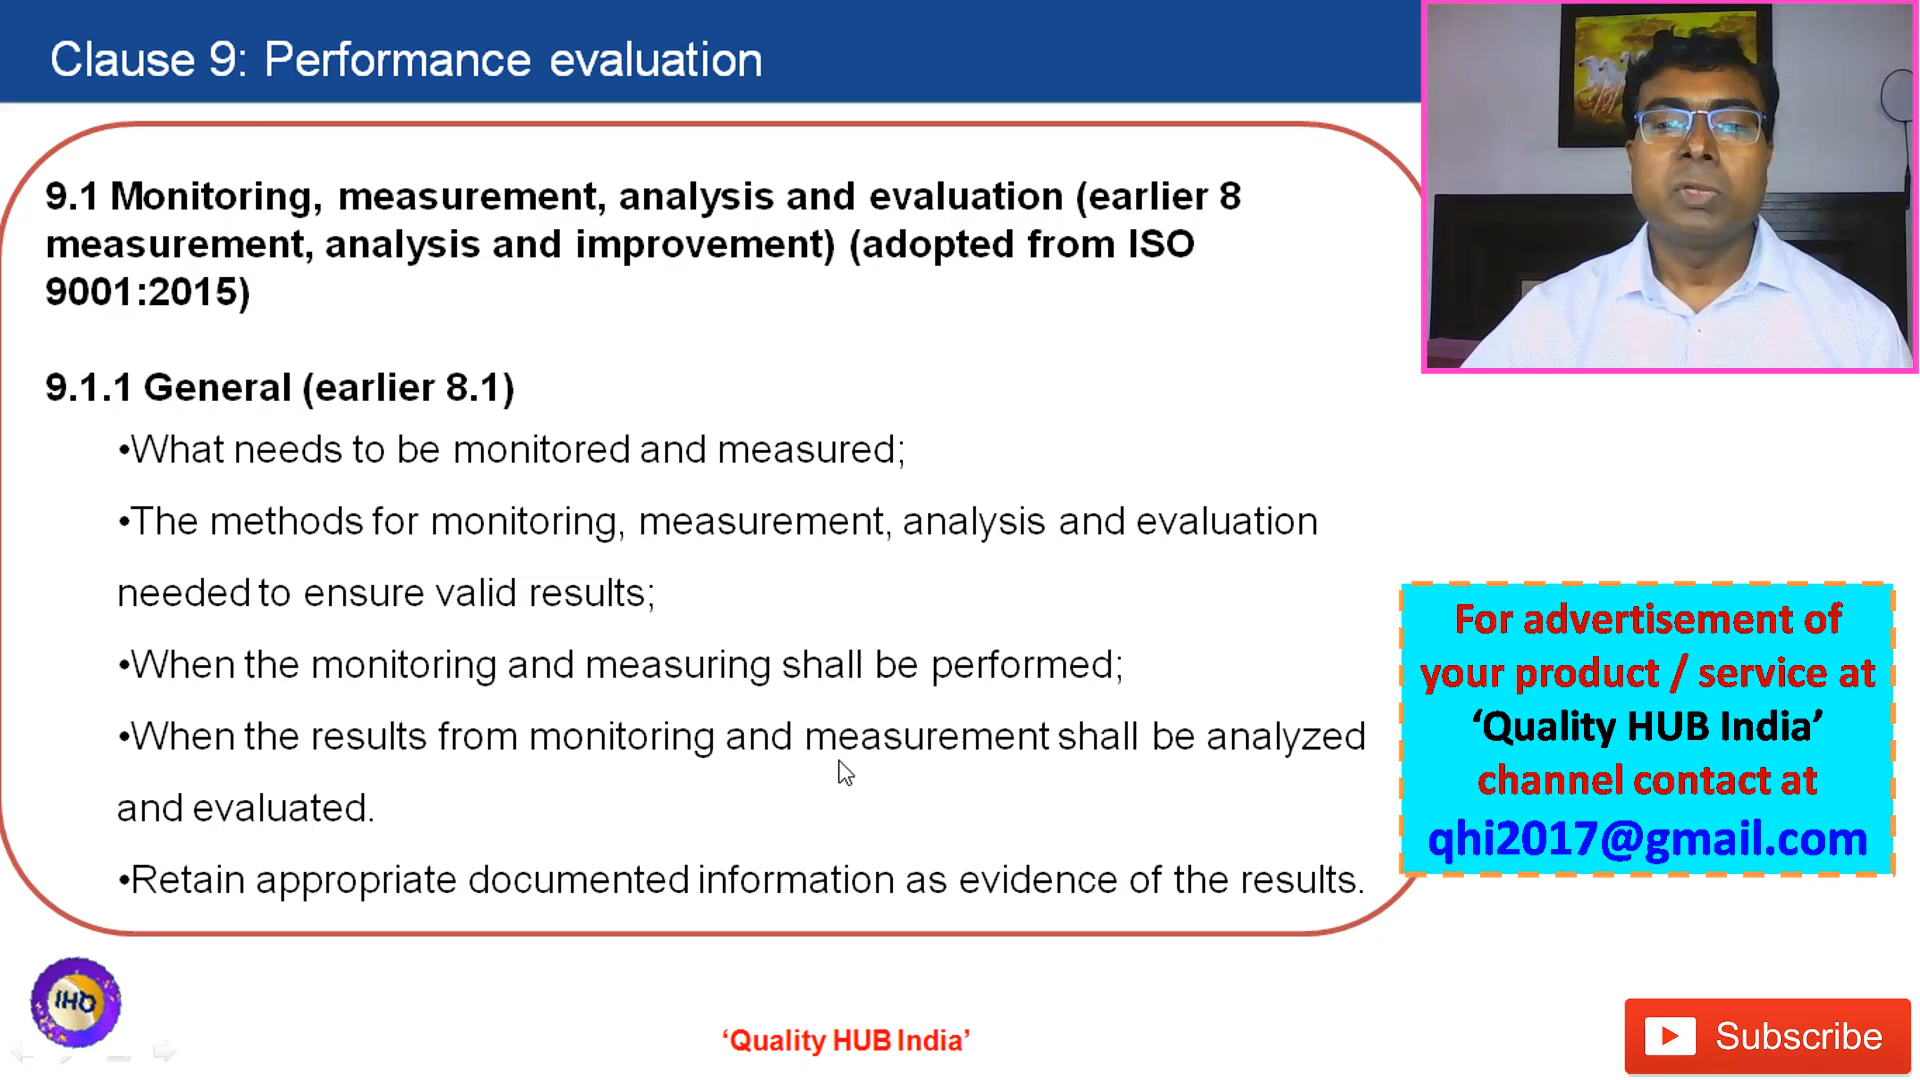 Clause 9: Performance evaluation
9.1 Monitoring, measurement, analysis and evaluation (earlier 8
measurement, analysis and improvement) (adopted from ISO
9001:2015)
9.1.1 General (earlier 8.1)
•What needs to be monitored and measured;
•The methods for monitoring, measurement, analysis and evaluation
needed to ensure valid results;
•When the monitoring and measuring shall be performed;
•When the results from monitoring and measurement shall be analyzed
and evaluated.
•Retain appropriate documented information as evidence of the results.
For advertisement of
your product / service at
‘Quality HUB India’
channel contact at
qhi2017@gmail.com
‘Quality HUB India’
Subscribe